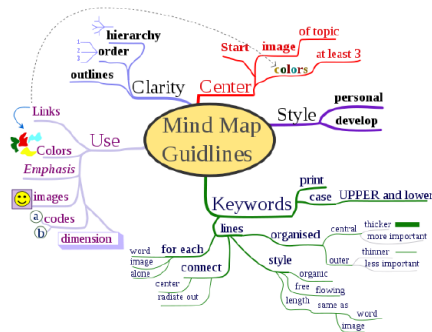 Mind Map
Guidlines
Clarity
hierarchy
1
2
3
order
outlines
Center
Start
image
of topic
colors
at least 3
Style
personal
develop
Use
Links
Colors
Emphasis
images
a
b
codes
dimension
Keywords
print
case
UPPER and lower
lines
organised
central
thicker
more important
outer
thinner
less important
style
organic
free
flowing
length
same as
word
image
for each
word
image
alone
connect
center
radiate out